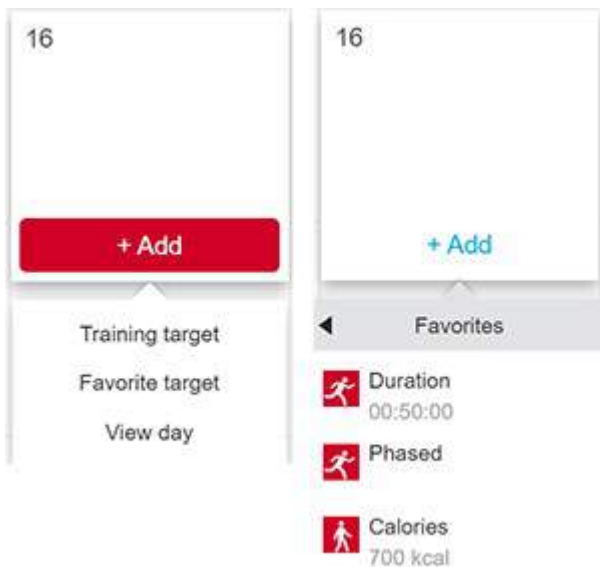 16
+ Add
Training target
Favorite target
View day
16
+ Add
Favorites
Duration
00:50:00
Phased
Calories
700 kcal